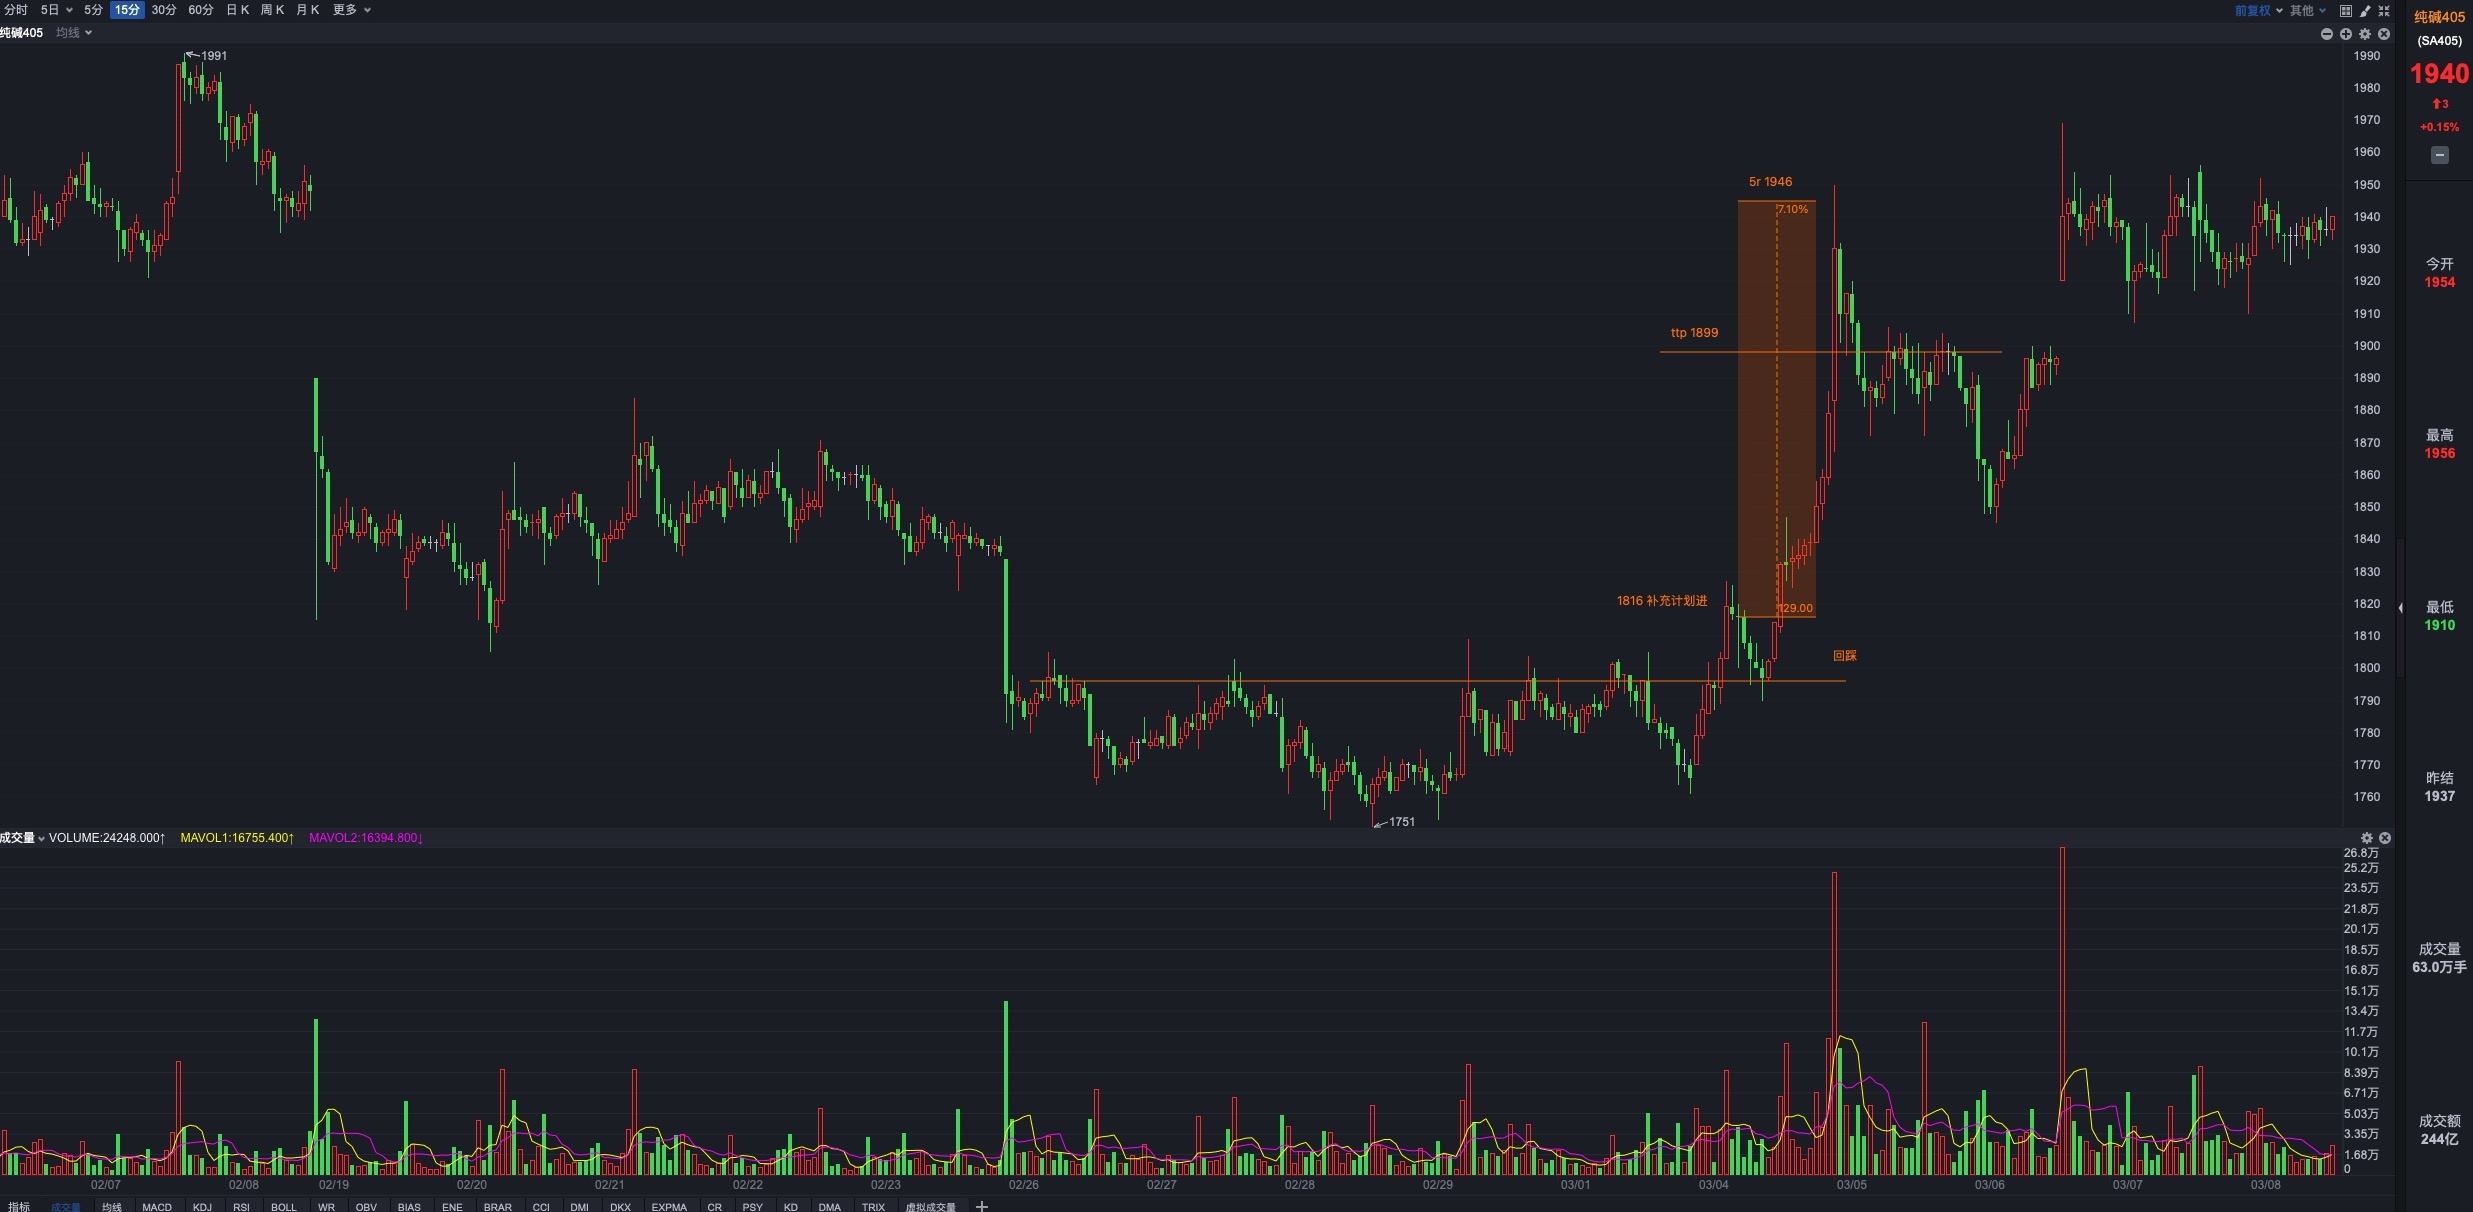 分时 5日 5分 15分 30分 60分 日K 周K 月K 更多 前复权 其他
纯碱405 均线
1991
1990
1980
1970
1960
1950
1940
1930
1920
1910
1900
1890
1880
1870
1860
1850
1840
1830
1820
1810
1800
1790
1780
1770
1760
5r 1946
7.10%
ttp 1899
1816 补充计划进
129.00
回踩
1751
成交量 VOLUME:24248.000↑ MAVOL1:16755.400↑ MAVOL2:16394.800↓
26.8万
25.2万
23.5万
21.8万
20.1万
18.5万
16.8万
15.1万
13.4万
11.7万
10.1万
8.39万
6.71万
5.03万
3.35万
1.68万
0
02/07 02/08 02/19 02/20 02/21 02/22 02/23 02/26 02/27 02/28 02/29 03/01 03/04 03/05 03/06 03/07 03/08
指标 成交量 均线 MACD KDJ RSI BOLL WR OBV BIAS ENE BRAR CCI DMI DKX EXPMA CR PSY KD DMA TRIX 虚拟成交量 +
纯碱405
(SA405)
1940
↑3
+0.15%
今开
1954
最高
1956
最低
1910
昨结
1937
成交量
63.0万手
成交额
244亿